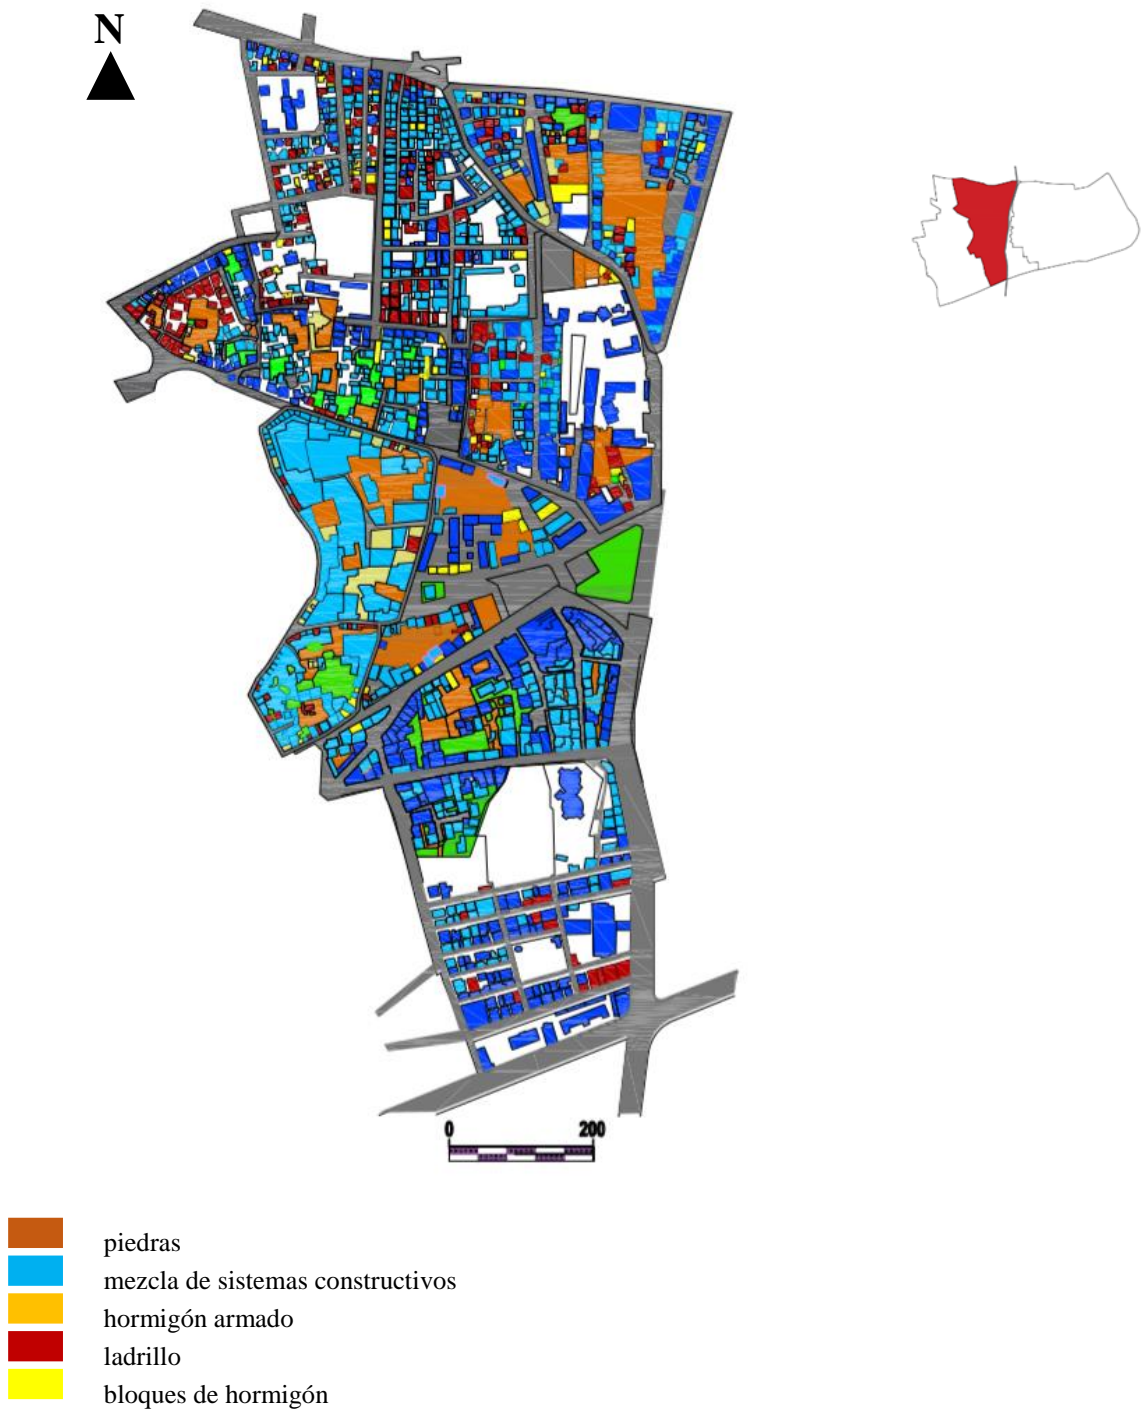 N
0 200
piedras
mezcla de sistemas constructivos
hormigón armado
ladrillo
bloques de hormigón